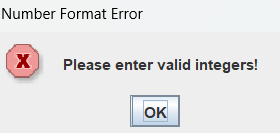 Number Format Error
Please enter valid integers!
OK